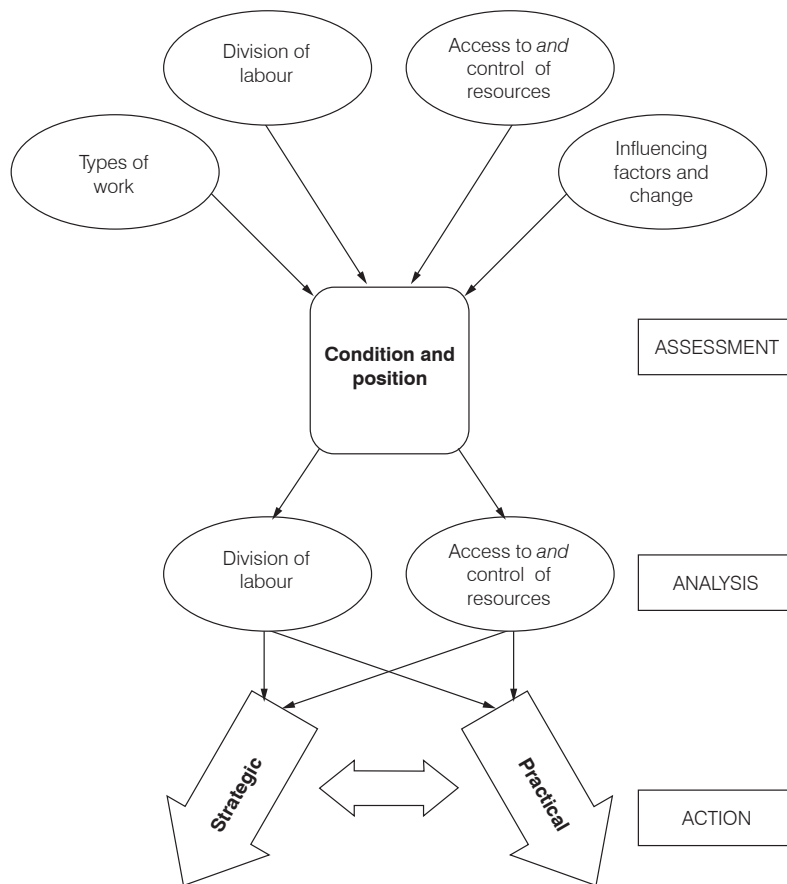 Division of
labour
Access to and
control of
resources
Types of
work
Influencing
factors and
change
Condition and
position
ASSESSMENT
Division of
labour
Access to and
control of
resources
ANALYSIS
Strategic
Practical
ACTION